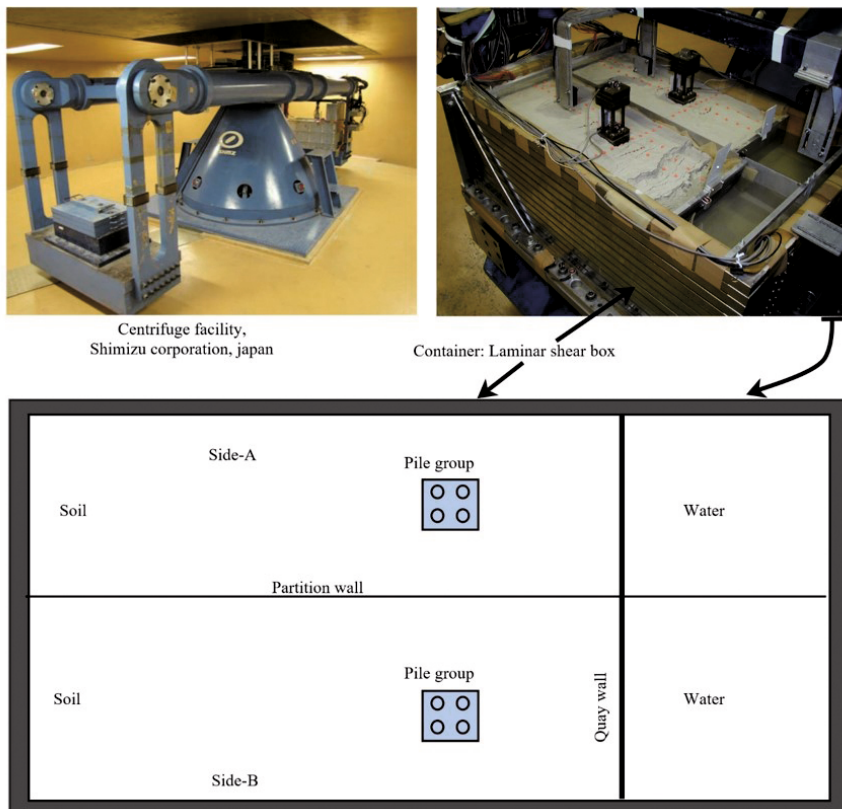 Centrifuge facility,
Shimizu corporation, japan
Container: Laminar shear box
Side-A
Pile group
Soil
Water
Partition wall
Pile group
Soil
Quay wall
Water
Side-B